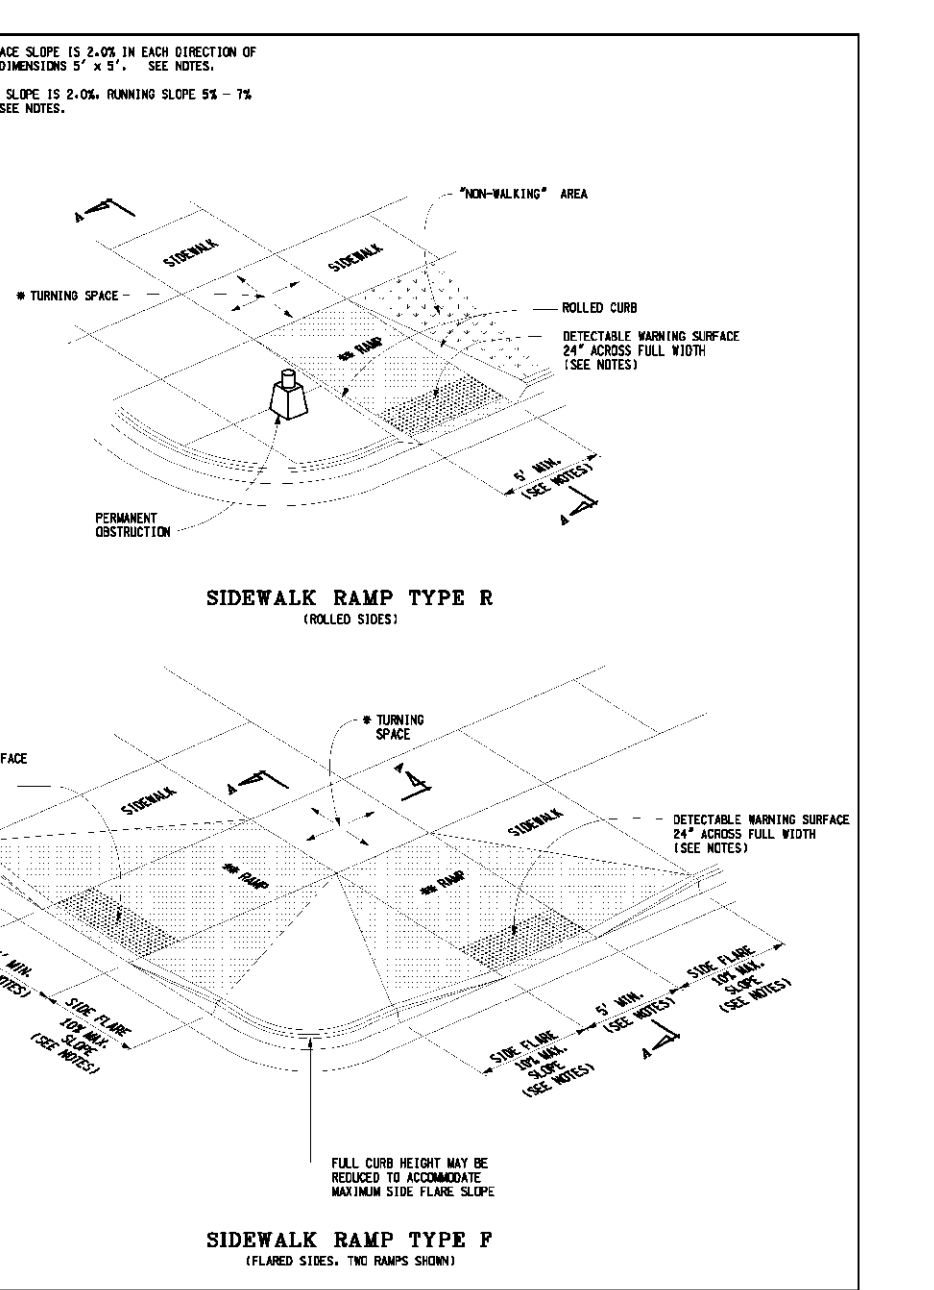 ACE SLOPE IS 2.0% IN EACH DIRECTION OF
DIMENSIONS 5' x 5'. SEE NOTES.
SLOPE IS 2.0%. RUNNING SLOPE 5% - 7%
SEE NOTES.
"NON-WALKING" AREA
A
SIDEWALK
SIDEWALK
* TURNING SPACE
ROLLED CURB
DETECTABLE WARNING SURFACE
24" ACROSS FULL WIDTH
(SEE NOTES)
** RAMP
5' MIN.
(SEE NOTES)
A
PERMANENT
OBSTRUCTION
SIDEWALK RAMP TYPE R
(ROLLED SIDES)
* TURNING
SPACE
FACE
A
A
SIDEWALK
SIDEWALK
DETECTABLE WARNING SURFACE
24" ACROSS FULL WIDTH
(SEE NOTES)
** RAMP
** RAMP
' MIN.
NOTES)
SIDE FLARE
10% MAX.
SLOPE
(SEE NOTES)
SIDE FLARE
10% MAX.
SLOPE
(SEE NOTES)
5' MIN.
(SEE NOTES)
SIDE FLARE
10% MAX.
SLOPE
(SEE NOTES)
A
FULL CURB HEIGHT MAY BE
REDUCED TO ACCOMMODATE
MAXIMUM SIDE FLARE SLOPE
SIDEWALK RAMP TYPE F
(FLARED SIDES, TWO RAMPS SHOWN)